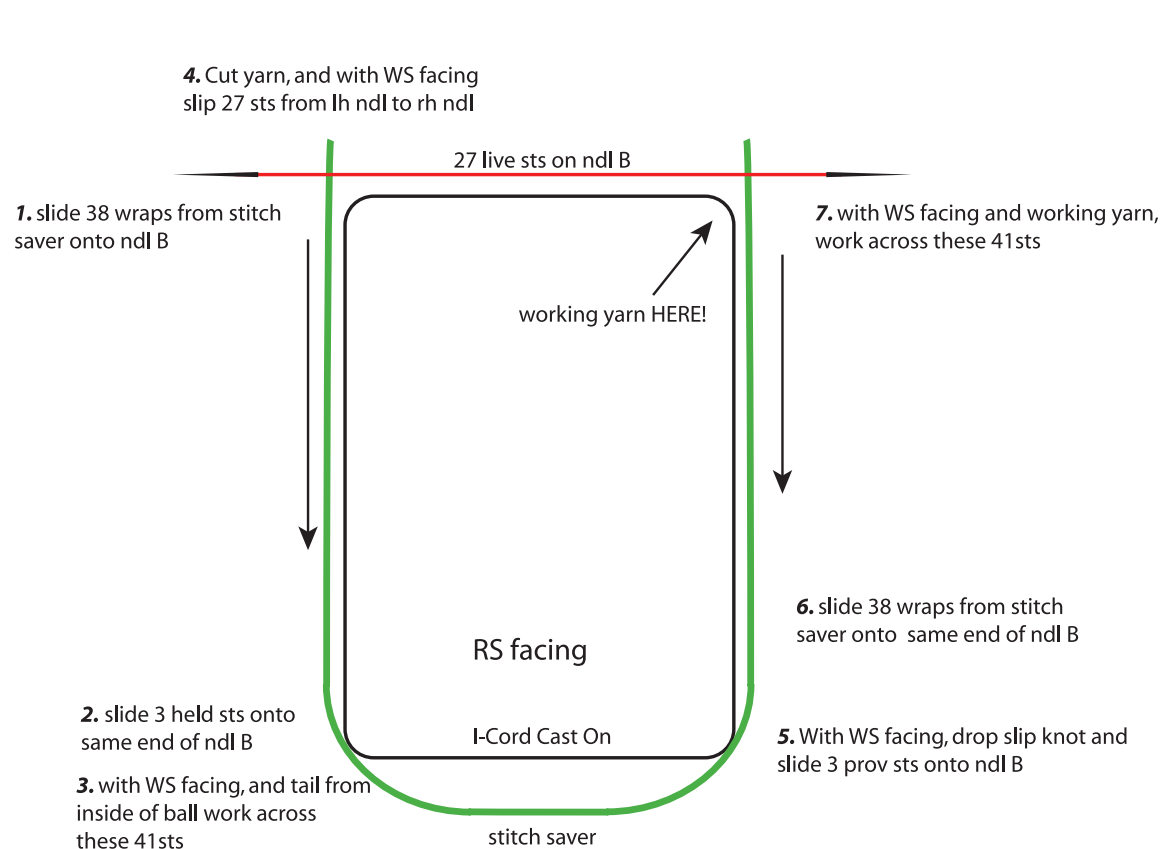 4. Cut yarn, and with WS facing
slip 27 sts from lh ndl to rh ndl
27 live sts on ndl B
1. slide 38 wraps from stitch
saver onto ndl B
7. with WS facing and working yarn,
work across these 41sts
working yarn HERE!
6. slide 38 wraps from stitch
saver onto same end of ndl B
RS facing
2. slide 3 held sts onto
same end of ndl B
I-Cord Cast On
5. With WS facing, drop slip knot and
slide 3 prov sts onto ndl B
3. with WS facing, and tail from
inside of ball work across
these 41sts
stitch saver